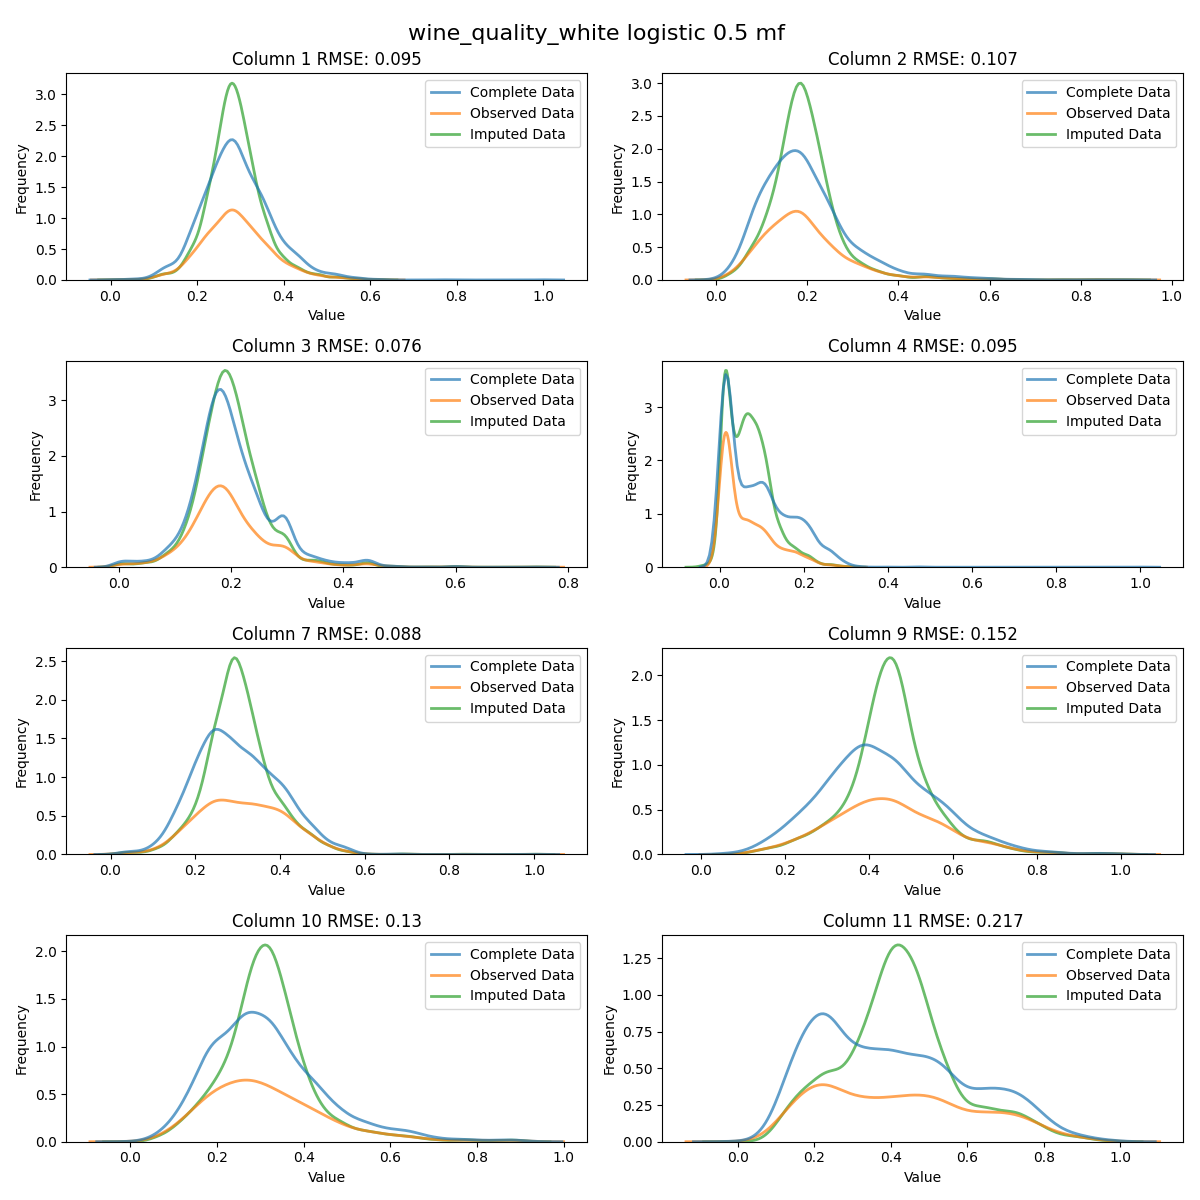 wine_quality_white logistic 0.5 mf
Column 1 RMSE: 0.095
Frequency
3.0
2.5
2.0
1.5
1.0
0.5
0.0
Complete Data
Observed Data
Imputed Data
0.0 0.2 0.4 0.6 0.8 1.0
Value
Column 2 RMSE: 0.107
Frequency
3.0
2.5
2.0
1.5
1.0
0.5
0.0
Complete Data
Observed Data
Imputed Data
0.0 0.2 0.4 0.6 0.8 1.0
Value
Column 3 RMSE: 0.076
Frequency
3
2
1
0
Complete Data
Observed Data
Imputed Data
0.0 0.2 0.4 0.6 0.8
Value
Column 4 RMSE: 0.095
Frequency
3
2
1
0
Complete Data
Observed Data
Imputed Data
0.0 0.2 0.4 0.6 0.8 1.0
Value
Column 7 RMSE: 0.088
Frequency
2.5
2.0
1.5
1.0
0.5
0.0
Complete Data
Observed Data
Imputed Data
0.0 0.2 0.4 0.6 0.8 1.0
Value
Column 9 RMSE: 0.152
Frequency
2.0
1.5
1.0
0.5
0.0
Complete Data
Observed Data
Imputed Data
0.0 0.2 0.4 0.6 0.8 1.0
Value
Column 10 RMSE: 0.13
Frequency
2.0
1.5
1.0
0.5
0.0
Complete Data
Observed Data
Imputed Data
0.0 0.2 0.4 0.6 0.8 1.0
Value
Column 11 RMSE: 0.217
Frequency
1.25
1.00
0.75
0.50
0.25
0.00
Complete Data
Observed Data
Imputed Data
0.0 0.2 0.4 0.6 0.8 1.0
Value